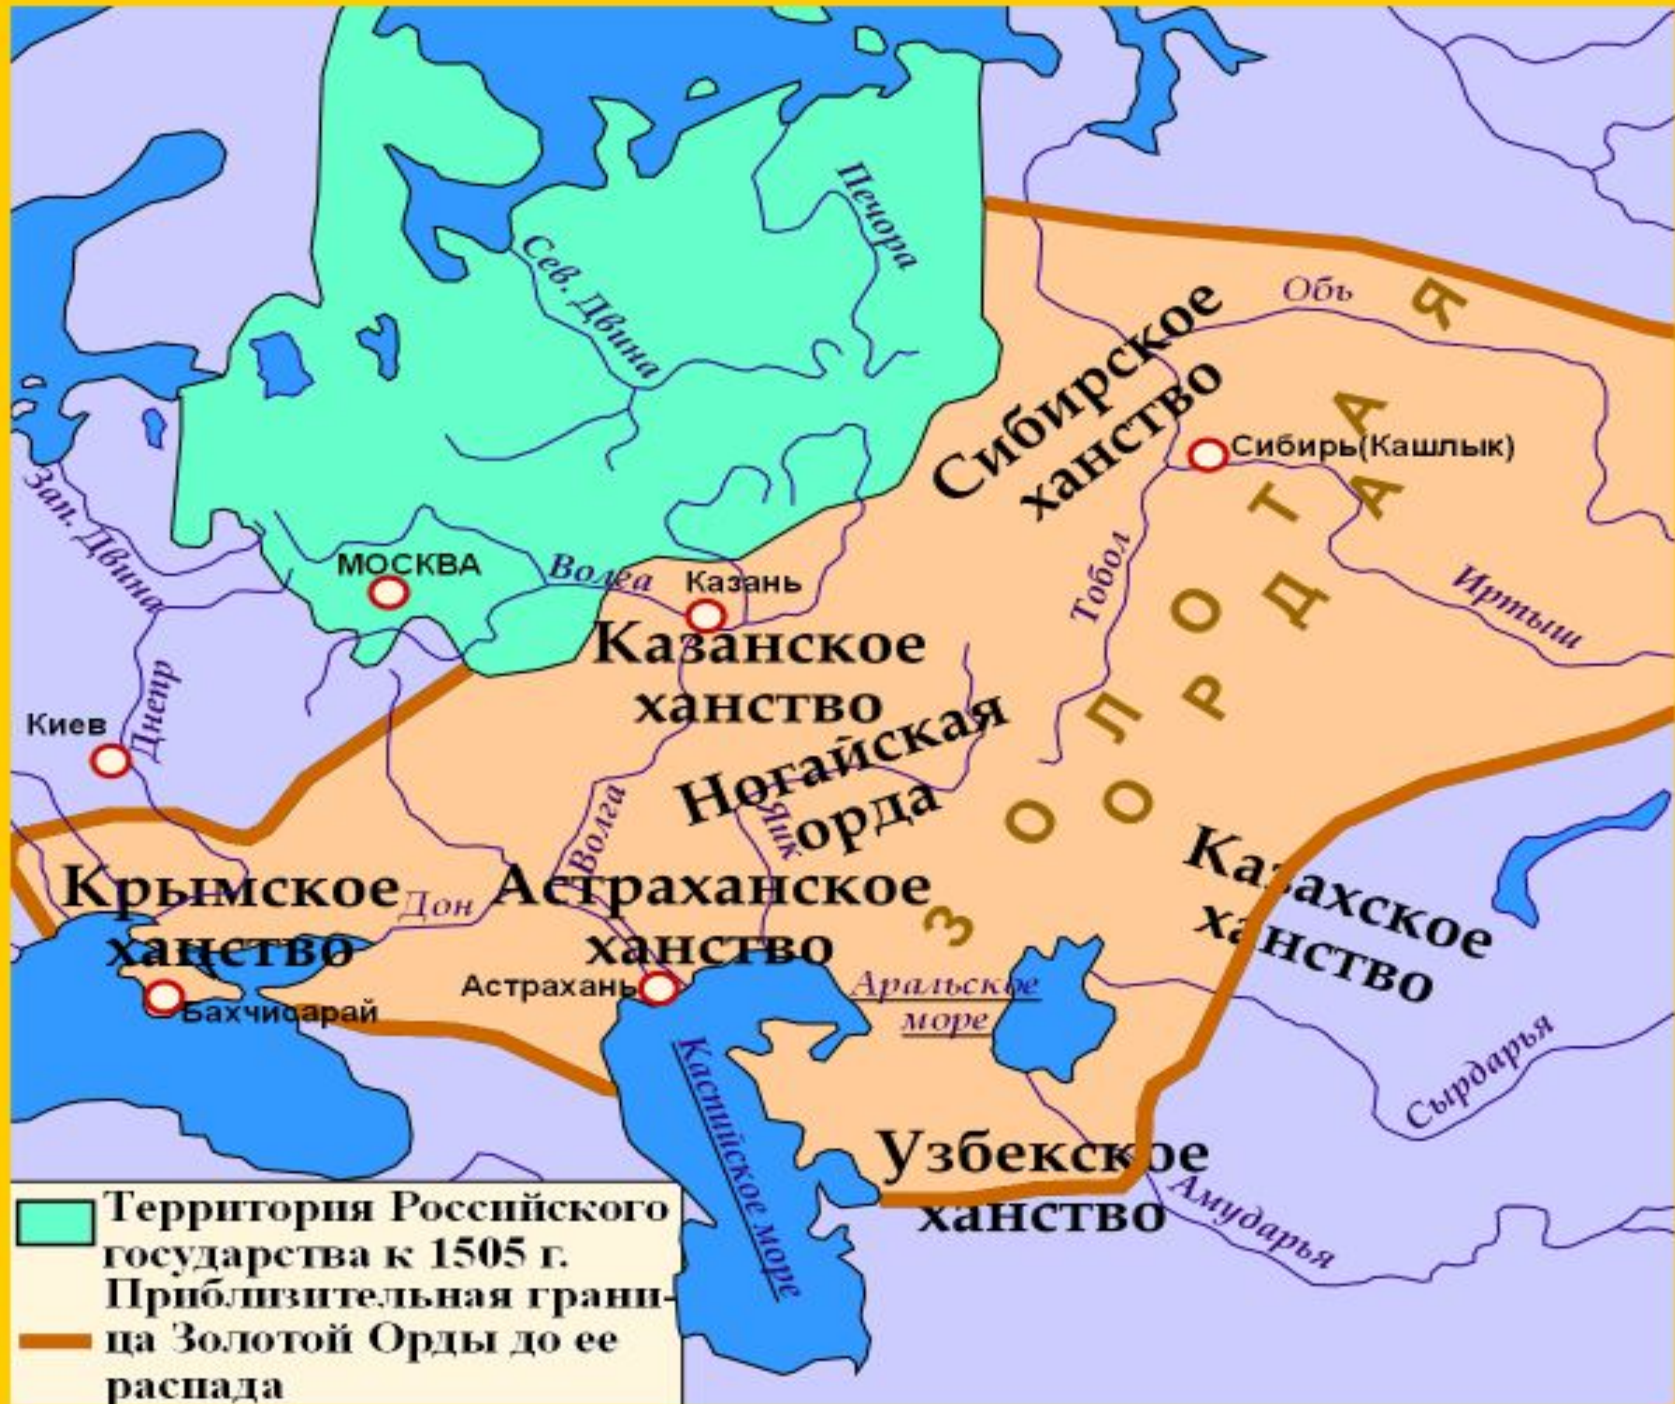 Печора
Сев. Двина
Обь
Сибирское
ханство
Сибирь(Кашлык)
Зап. Двина
МОСКВА
Волга
Казань
Тобол
Иртыш
Казанское
ханство
Киев
Днепр
Ногайская
орда
ЗОЛОТАЯ
ОРДА
Волга
Яик
Казахское
ханство
Крымское
ханство
Дон
Астраханское
ханство
Астрахань
Бахчисарай
Аральское
море
Каспийское море
Сырдарья
Узбекское
ханство
Амударья
Территория Российского
государства к 1505 г.
Приблизительная грани-
ца Золотой Орды до ее
распада